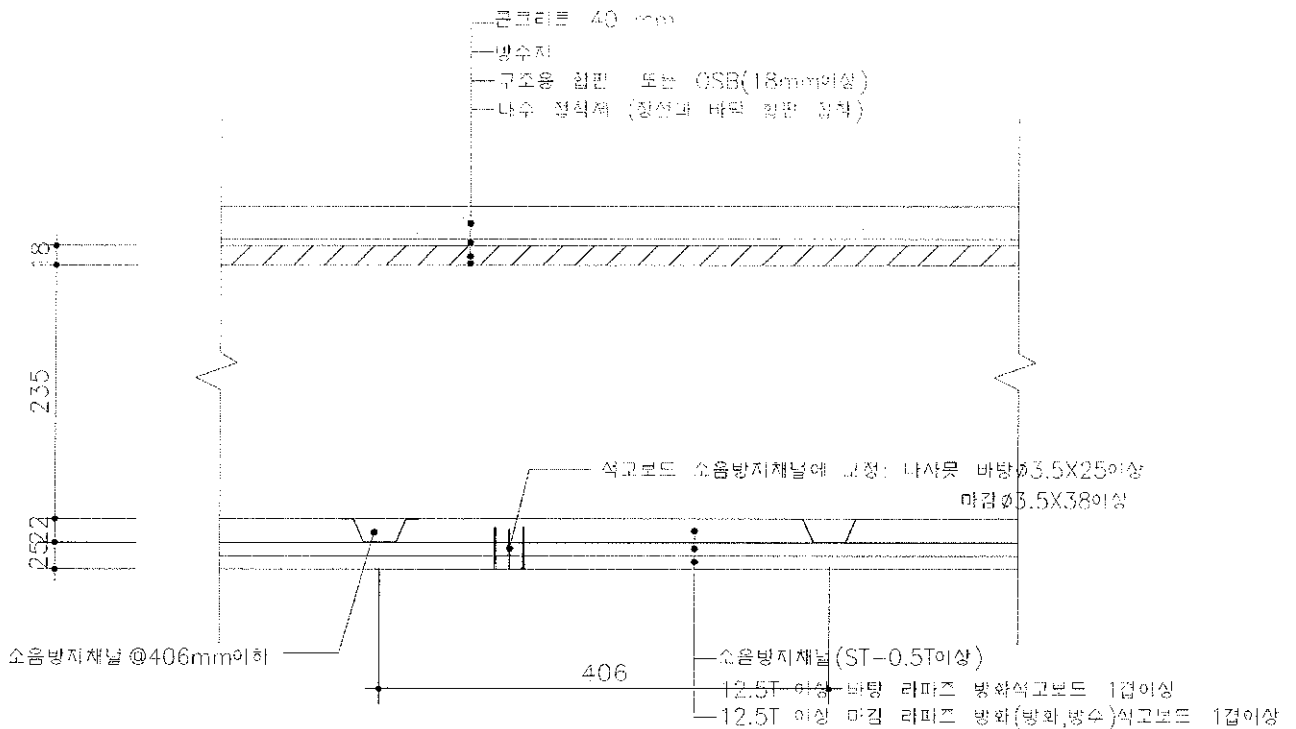 콘크리트 40 mm
방수지
구조용 합판 또는 OSB(18mm이상)
내수 접착제 (장선과 바닥 합판 접착)
18
235
석고보드 소음방지채널에 고정: 나사못 바탕ø3.5X25이상
마감ø3.5X38이상
22
25
소음방지채널 @406mm이하
406
소음방지채널(ST-0.5T이상)
12.5T 이상 바탕 라파즈 방화석고보드 1겹이상
12.5T 이상 마감 라파즈 방화(방화,방수)석고보드 1겹이상